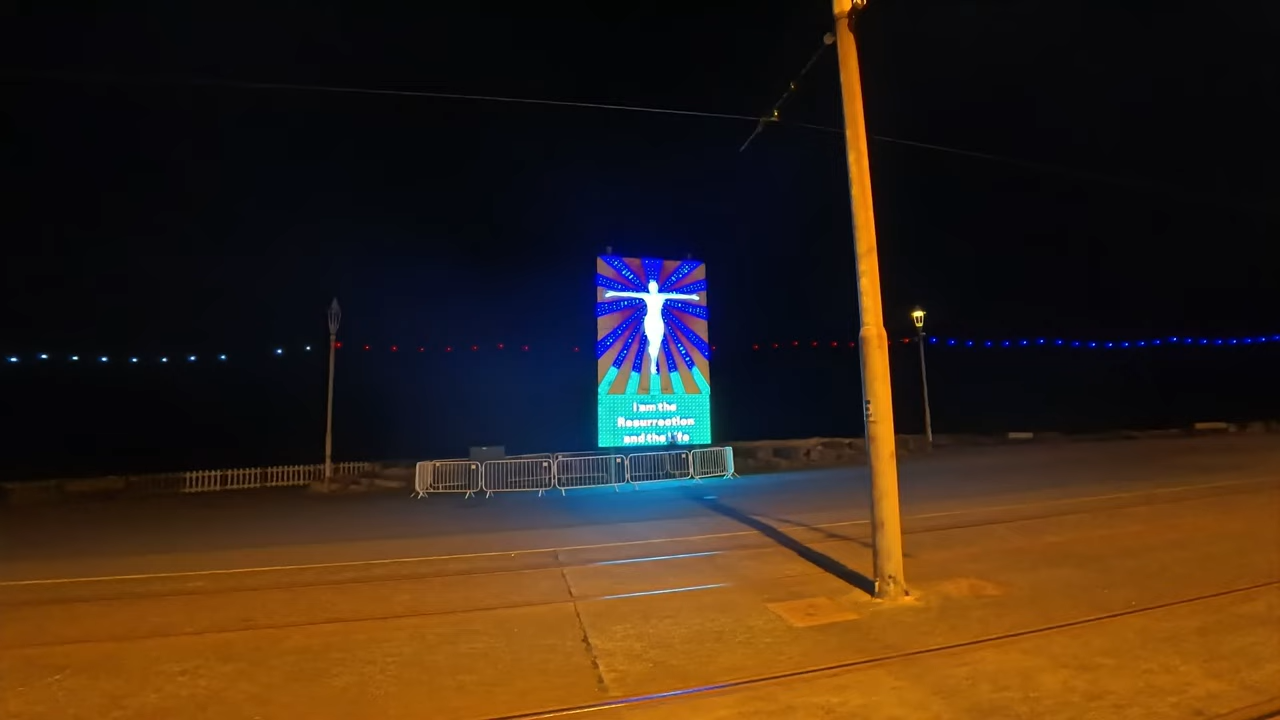 I am the
Resurrection
and the life